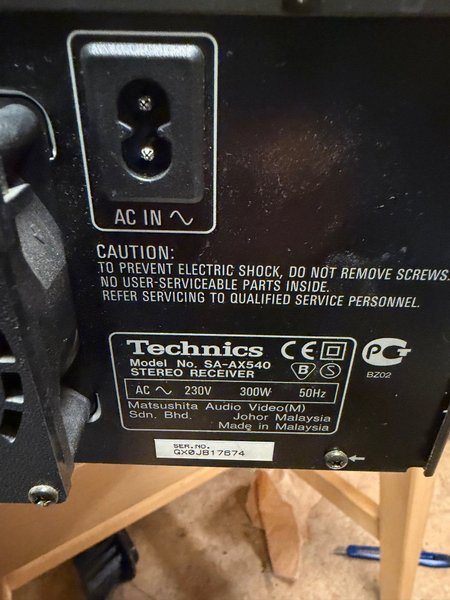 AC IN ∿
CAUTION:
TO PREVENT ELECTRIC SHOCK, DO NOT REMOVE SCREWS.
NO USER-SERVICEABLE PARTS INSIDE.
REFER SERVICING TO QUALIFIED SERVICE PERSONNEL.
Technics CE
Model No. SA-AX540
STEREO RECEIVER B S
BZ02
AC ∿ 230V 300W 50Hz
Matsushita Audio Video(M)
Sdn. Bhd. Johor Malaysia
Made in Malaysia
SER.NO.
GX0JB17674